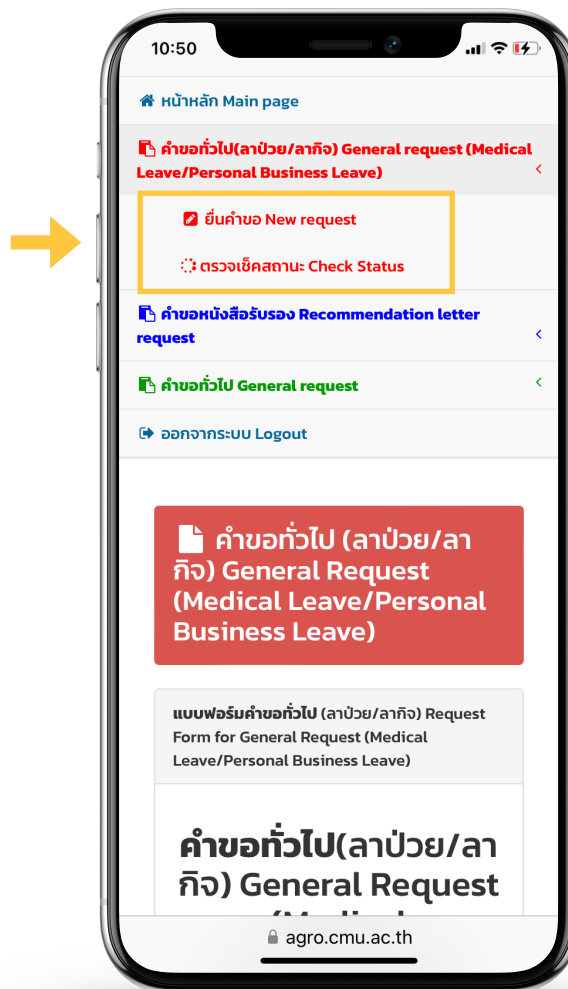 10:50
หน้าหลัก Main page
คำขอทั่วไป(ลาป่วย/ลากิจ) General request (Medical
Leave/Personal Business Leave)
ยื่นคำขอ New request
ตรวจเช็คสถานะ Check Status
คำขอหนังสือรับรอง Recommendation letter
request
คำขอทั่วไป General request
ออกจากระบบ Logout
คำขอทั่วไป (ลาป่วย/ลา
กิจ) General Request
(Medical Leave/Personal
Business Leave)
แบบฟอร์มคำขอทั่วไป (ลาป่วย/ลากิจ) Request
Form for General Request (Medical
Leave/Personal Business Leave)
คำขอทั่วไป(ลาป่วย/ลา
กิจ) General Request
agro.cmu.ac.th